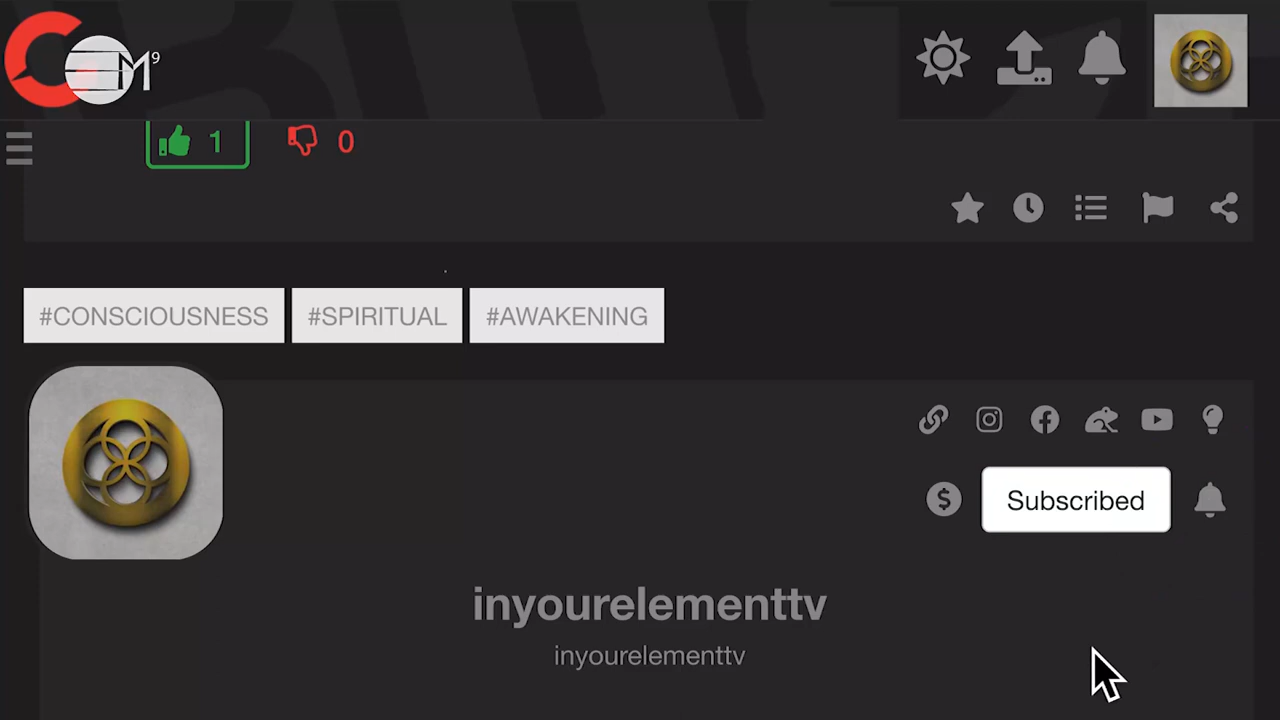 M9
1 0
#CONSCIOUSNESS #SPIRITUAL #AWAKENING
Subscribed
inyourelementtv
inyourelementtv